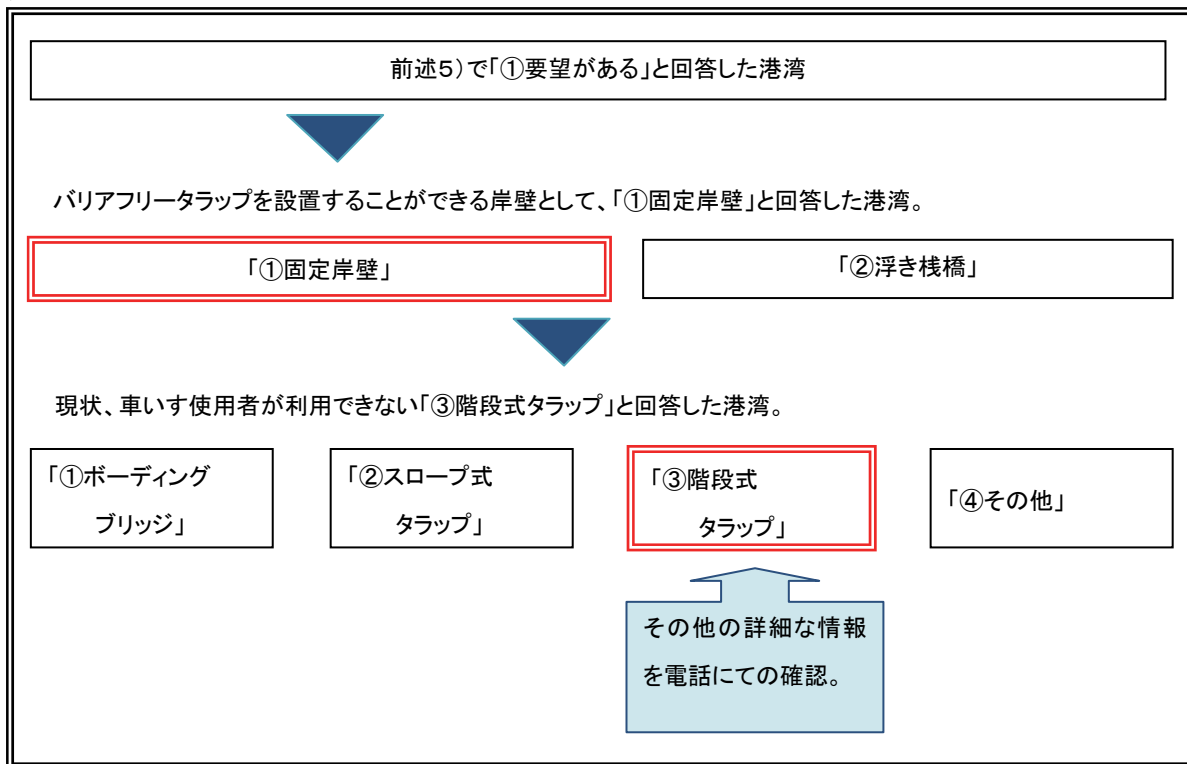 前述5)で「①要望がある」と回答した港湾
バリアフリータラップを設置することができる岸壁として、「①固定岸壁」と回答した港湾。
「①固定岸壁」
「②浮き桟橋」
現状、車いす使用者が利用できない「③階段式タラップ」と回答した港湾。
「①ボーディング
ブリッジ」
「②スロープ式
タラップ」
「③階段式
タラップ」
「④その他」
その他の詳細な情報
を電話にての確認。